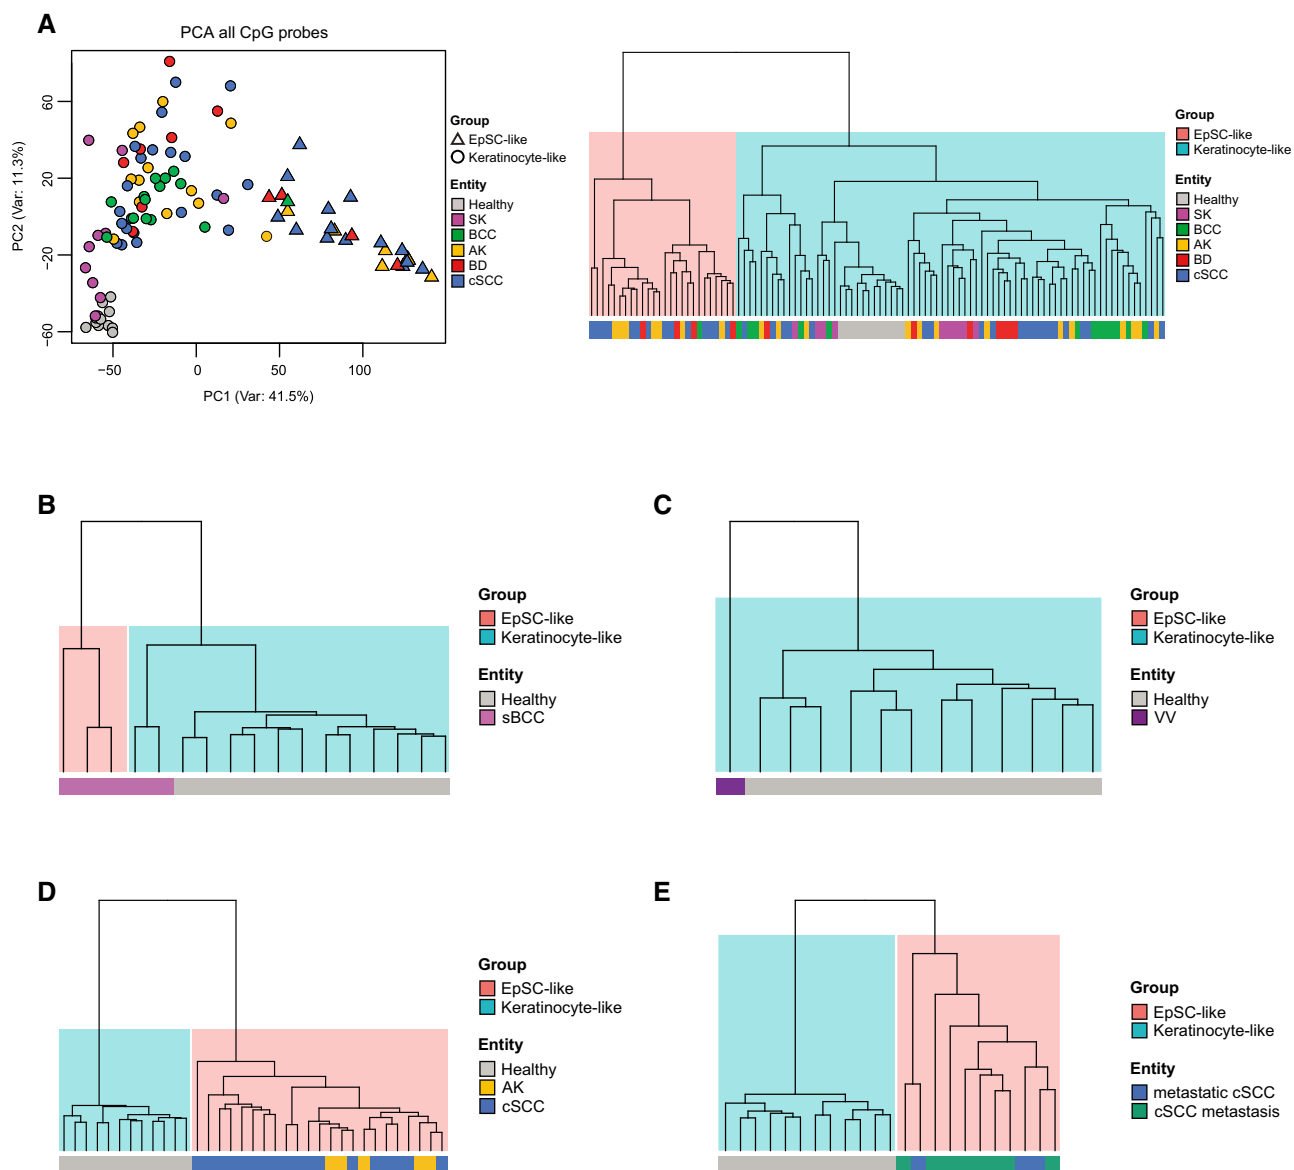 A
PCA all CpG probes
PC2 (Var: 11.3%)
60
20
−20
−60
−50
0
50
100
PC1 (Var: 41.5%)
Group
EpSC-like
Keratinocyte-like
Entity
Healthy
SK
BCC
AK
BD
cSCC
Group
EpSC-like
Keratinocyte-like
Entity
Healthy
SK
BCC
AK
BD
cSCC
B
Group
EpSC-like
Keratinocyte-like
Entity
Healthy
sBCC
C
Group
EpSC-like
Keratinocyte-like
Entity
Healthy
VV
D
Group
EpSC-like
Keratinocyte-like
Entity
Healthy
AK
cSCC
E
Group
EpSC-like
Keratinocyte-like
Entity
metastatic cSCC
cSCC metastasis